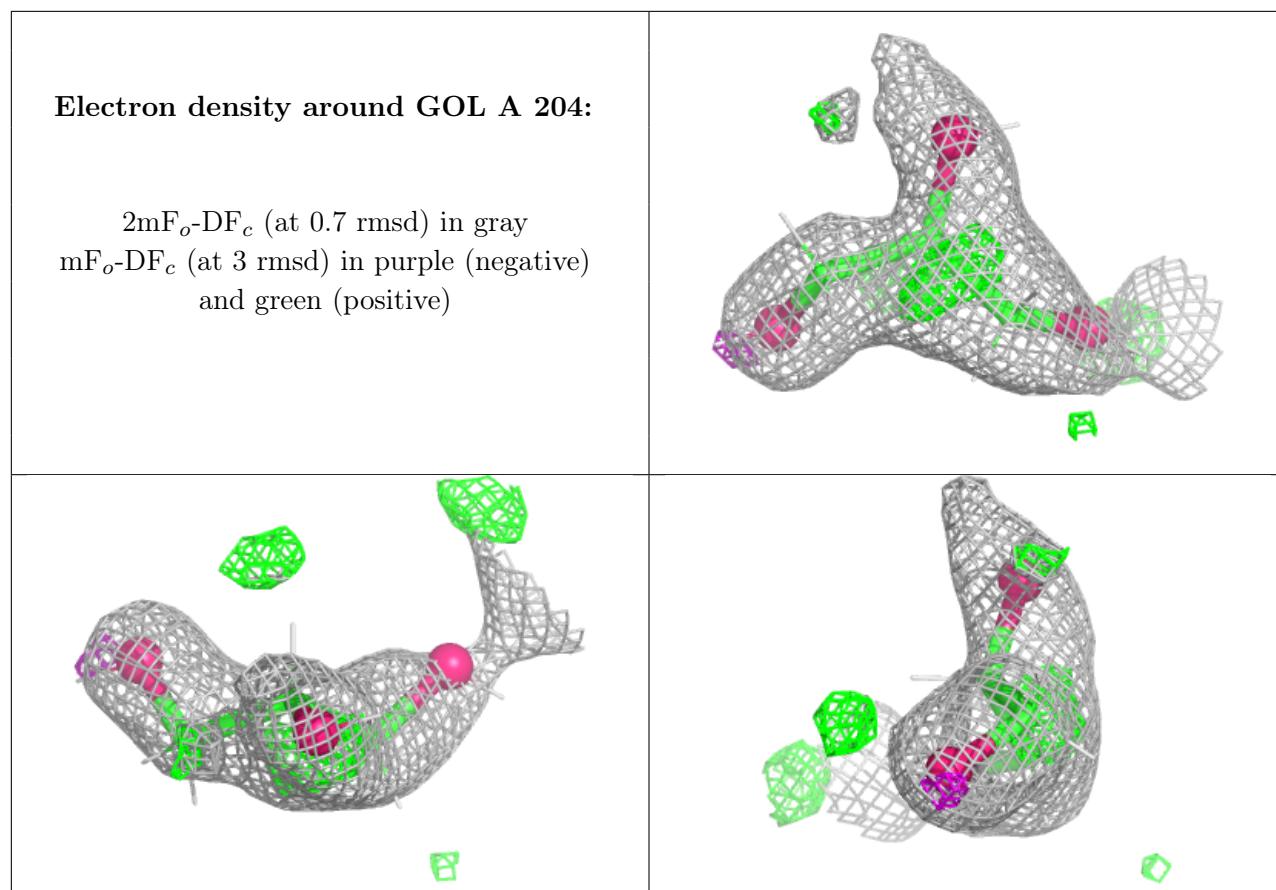 Electron density around GOL A 204:
2mFo-DFc (at 0.7 rmsd) in gray
mFo-DFc (at 3 rmsd) in purple (negative)
and green (positive)